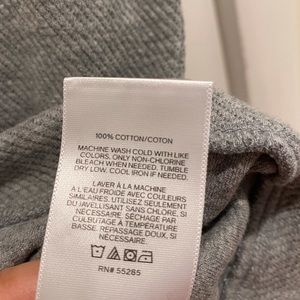 100% COTTON/COTON
MACHINE WASH COLD WITH LIKE
COLORS. ONLY NON-CHLORINE
BLEACH WHEN NEEDED. TUMBLE
DRY LOW. COOL IRON IF NEEDED.
LAVER À LA MACHINE
A L'EAU FROIDE AVEC COULEURS
SIMILAIRES. UTILISEZ SEULEMENT
DU JAVELLISANT SANS CHLORE, SI
NÉCESSAIRE. SÉCHAGE PAR
CULBUTAGE À TEMPÉRATURE
BASSE. REPASSAGE DOUX, SI
NÉCESSAIRE.
RN# 55285